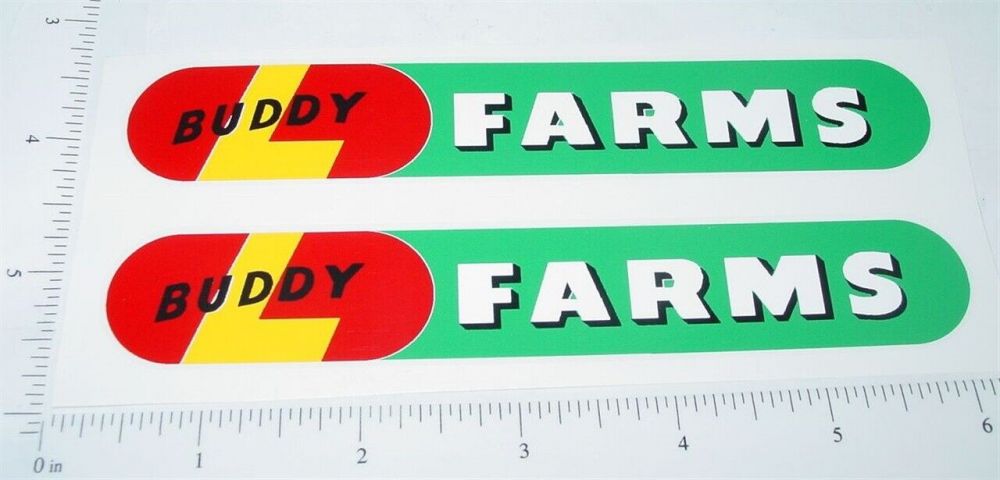 3
BUDDY L FARMS
4
BUDDY L FARMS
5
0 in 1 2 3 4 5 6